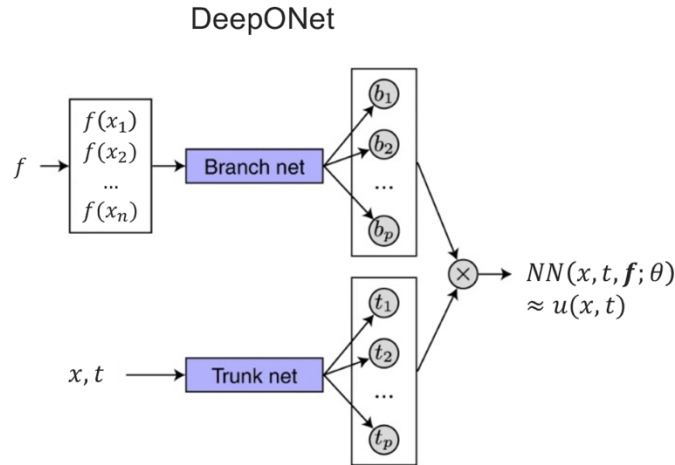 DeepONet
f
f(x₁)
f(x₂)
...
f(xₙ)
Branch net
b₁
b₂
...
bₚ
×
NN(x, t, 𝒇; θ)
≈ u(x, t)
x, t
Trunk net
t₁
t₂
...
tₚ